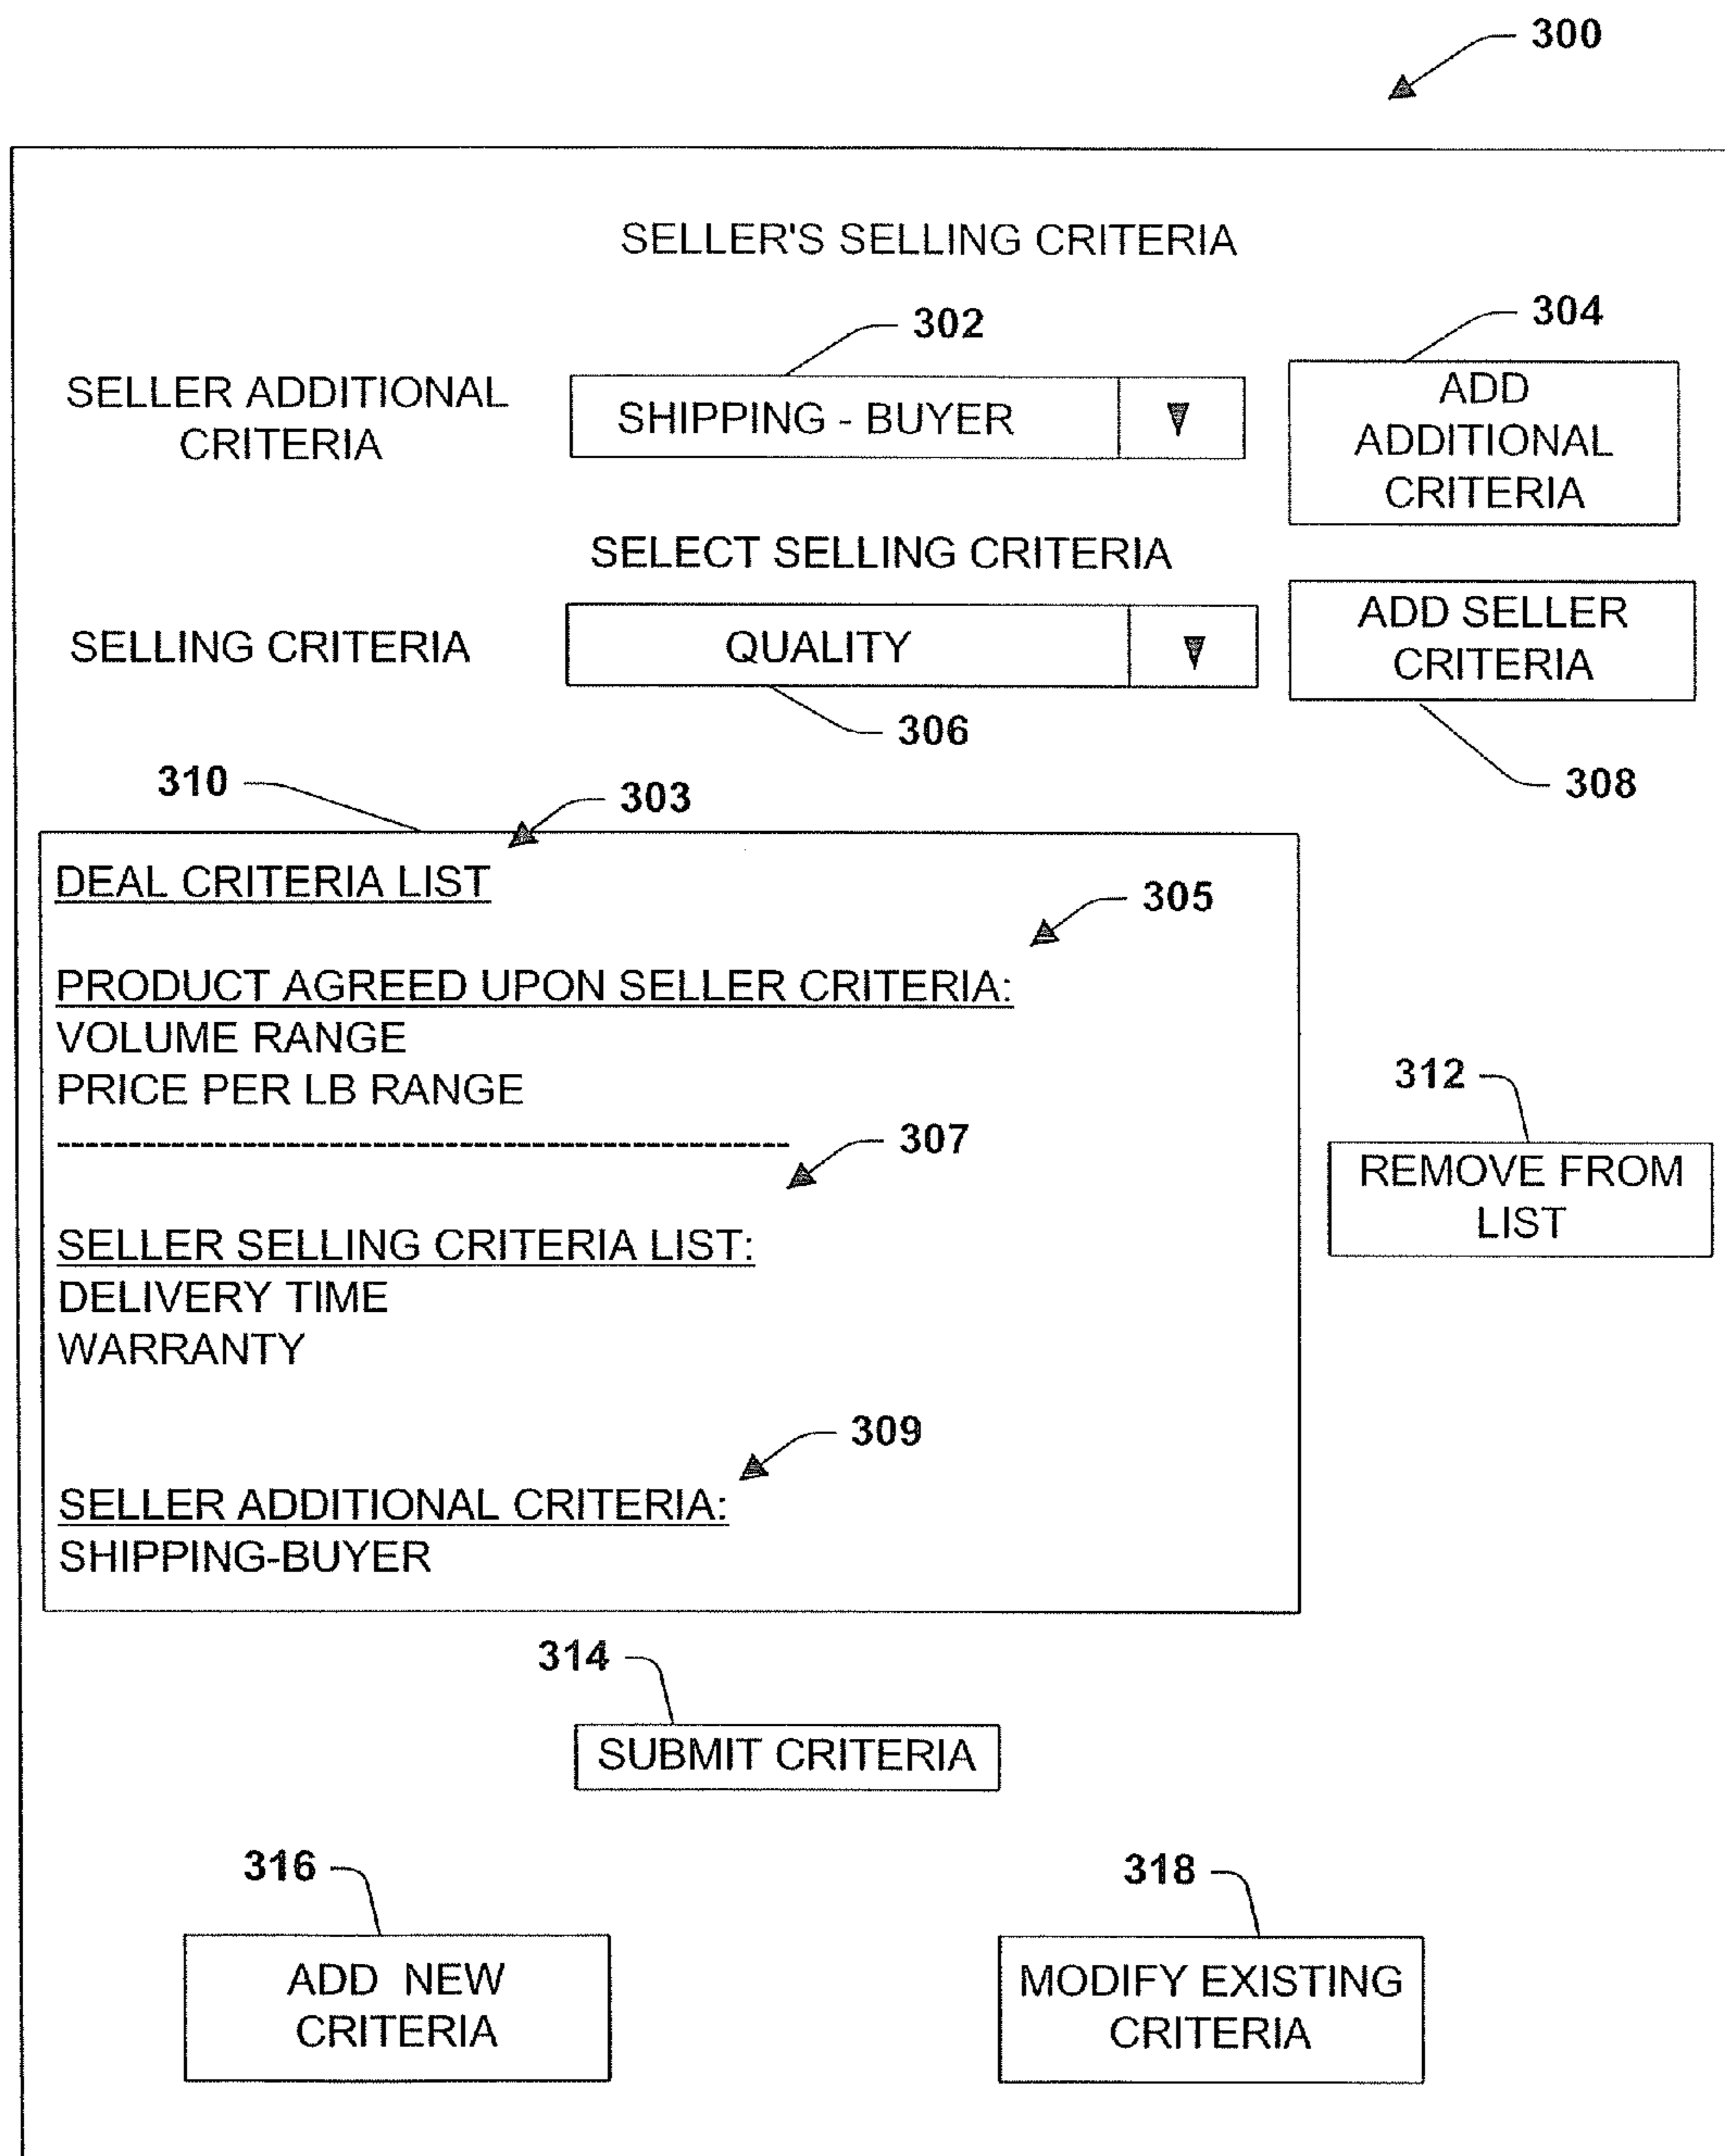 300
SELLER'S SELLING CRITERIA
302
304
SELLER ADDITIONAL
CRITERIA
SHIPPING - BUYER
ADD
ADDITIONAL
CRITERIA
SELECT SELLING CRITERIA
SELLING CRITERIA
QUALITY
ADD SELLER
CRITERIA
306
308
310
303
DEAL CRITERIA LIST
305
PRODUCT AGREED UPON SELLER CRITERIA:
VOLUME RANGE
PRICE PER LB RANGE
312
307
REMOVE FROM
LIST
SELLER SELLING CRITERIA LIST:
DELIVERY TIME
WARRANTY
309
SELLER ADDITIONAL CRITERIA:
SHIPPING-BUYER
314
SUBMIT CRITERIA
316
318
ADD NEW
CRITERIA
MODIFY EXISTING
CRITERIA